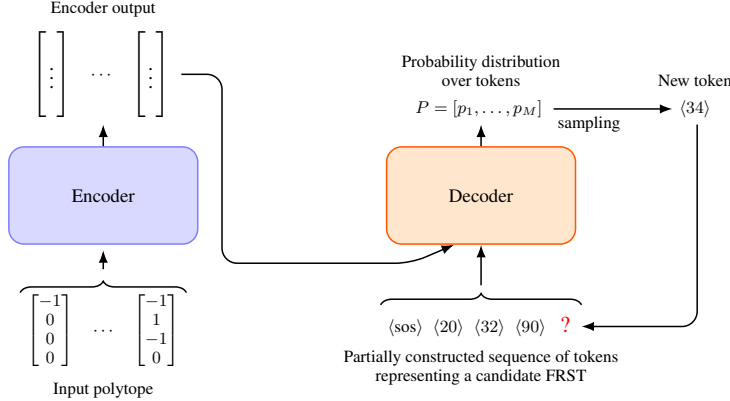 Encoder output
[⋮] ⋯ [⋮]
Encoder
[−1 0 0 0] ⋯ [−1 1 −1 0]
Input polytope
Probability distribution
over tokens
P = [p₁, . . . , p_M]
sampling
New token
⟨34⟩
Decoder
⟨sos⟩ ⟨20⟩ ⟨32⟩ ⟨90⟩ ?
Partially constructed sequence of tokens
representing a candidate FRST